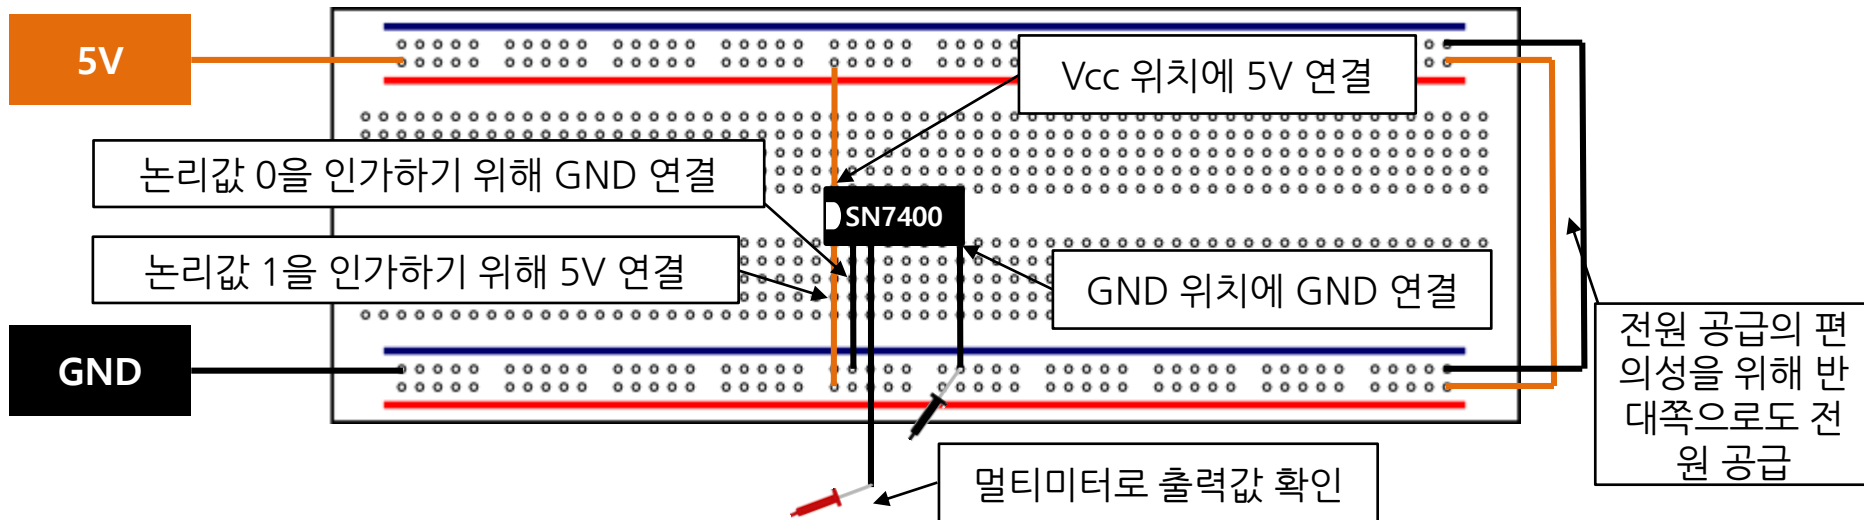 5V
Vcc 위치에 5V 연결
논리값 0을 인가하기 위해 GND 연결
SN7400
논리값 1을 인가하기 위해 5V 연결
GND 위치에 GND 연결
GND
전원 공급의 편
의성을 위해 반
대쪽으로도 전
원 공급
멀티미터로 출력값 확인